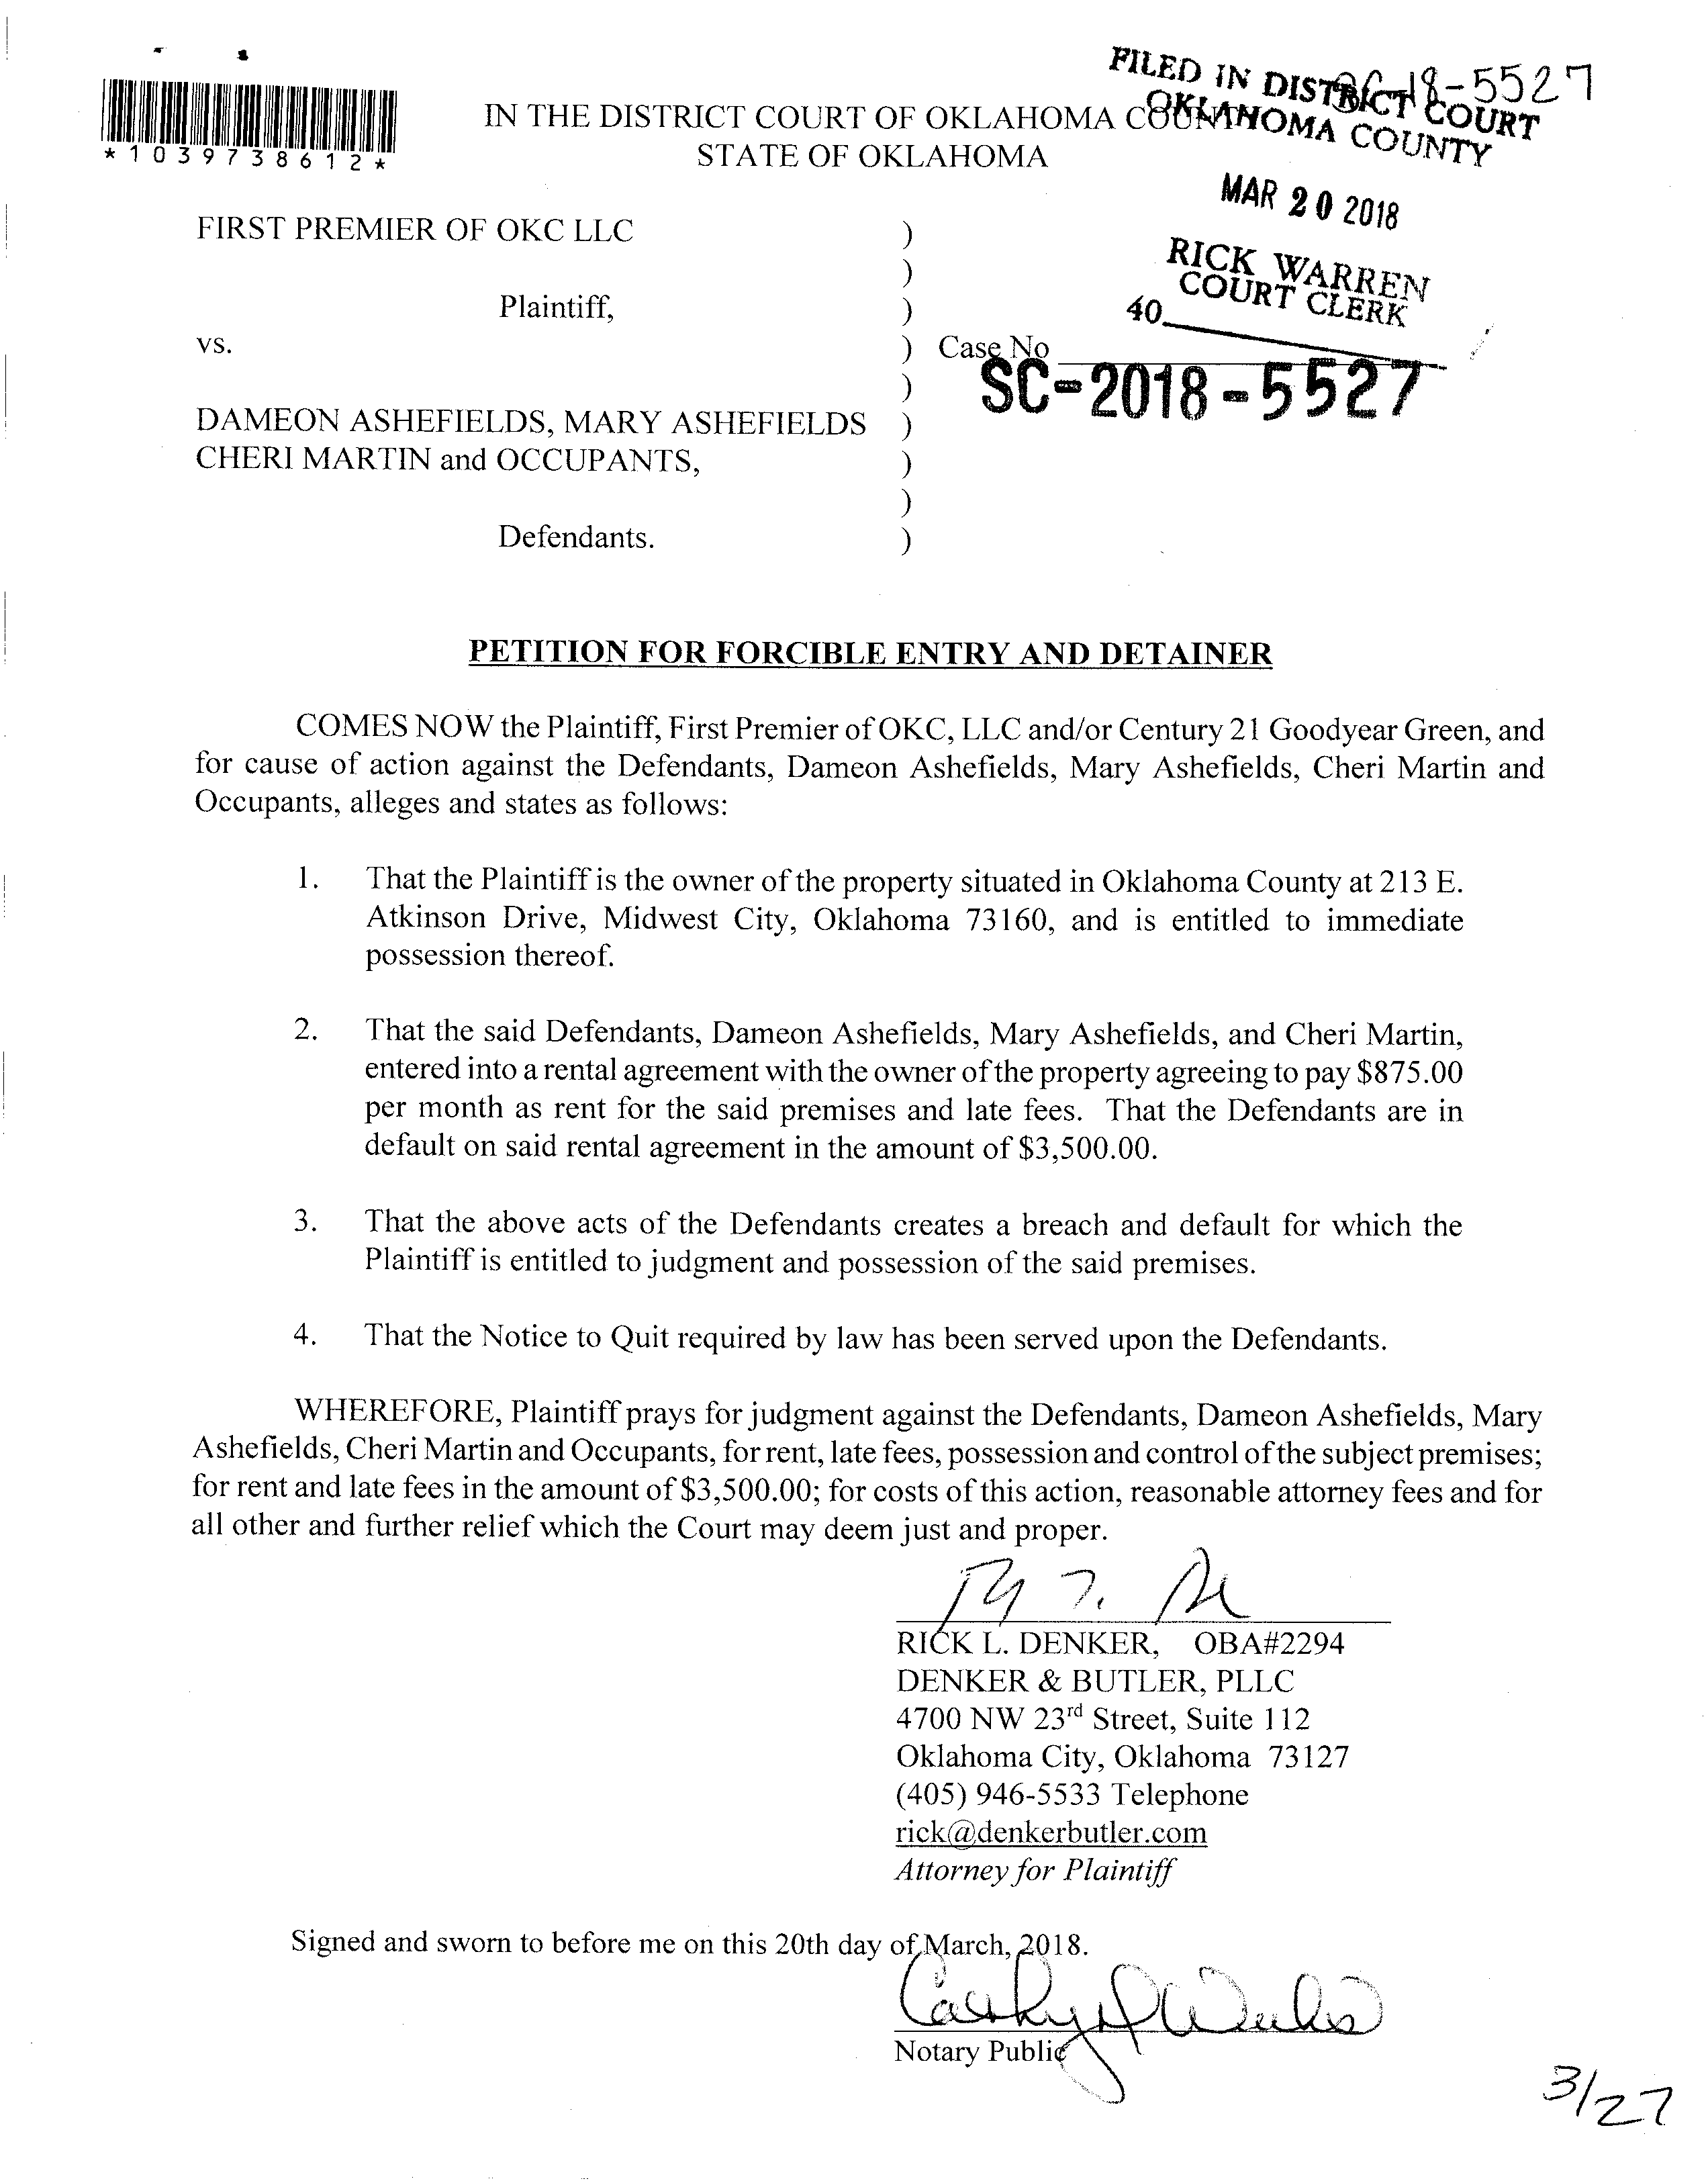 *1039738612*
SC-18-5527
FILED IN DISTRICT COURT
OKLAHOMA COUNTY
IN THE DISTRICT COURT OF OKLAHOMA COUNTY
STATE OF OKLAHOMA
MAR 20 2018
RICK WARREN
COURT CLERK
40
FIRST PREMIER OF OKC LLC )
)
Plaintiff, )
vs. ) Case No
SC-2018-5527
)
DAMEON ASHEFIELDS, MARY ASHEFIELDS )
CHERI MARTIN and OCCUPANTS, )
)
Defendants. )
PETITION FOR FORCIBLE ENTRY AND DETAINER
COMES NOW the Plaintiff, First Premier of OKC, LLC and/or Century 21 Goodyear Green, and
for cause of action against the Defendants, Dameon Ashefields, Mary Ashefields, Cheri Martin and
Occupants, alleges and states as follows:
1. That the Plaintiff is the owner of the property situated in Oklahoma County at 213 E.
Atkinson Drive, Midwest City, Oklahoma 73160, and is entitled to immediate
possession thereof.
2. That the said Defendants, Dameon Ashefields, Mary Ashefields, and Cheri Martin,
entered into a rental agreement with the owner of the property agreeing to pay $875.00
per month as rent for the said premises and late fees. That the Defendants are in
default on said rental agreement in the amount of $3,500.00.
3. That the above acts of the Defendants creates a breach and default for which the
Plaintiff is entitled to judgment and possession of the said premises.
4. That the Notice to Quit required by law has been served upon the Defendants.
WHEREFORE, Plaintiff prays for judgment against the Defendants, Dameon Ashefields, Mary
Ashefields, Cheri Martin and Occupants, for rent, late fees, possession and control of the subject premises;
for rent and late fees in the amount of $3,500.00; for costs of this action, reasonable attorney fees and for
all other and further relief which the Court may deem just and proper.
RICK L. DENKER, OBA#2294
DENKER & BUTLER, PLLC
4700 NW 23rd Street, Suite 112
Oklahoma City, Oklahoma 73127
(405) 946-5533 Telephone
rick@denkerbutler.com
Attorney for Plaintiff
Signed and sworn to before me on this 20th day of March, 2018.
Notary Public
3/27